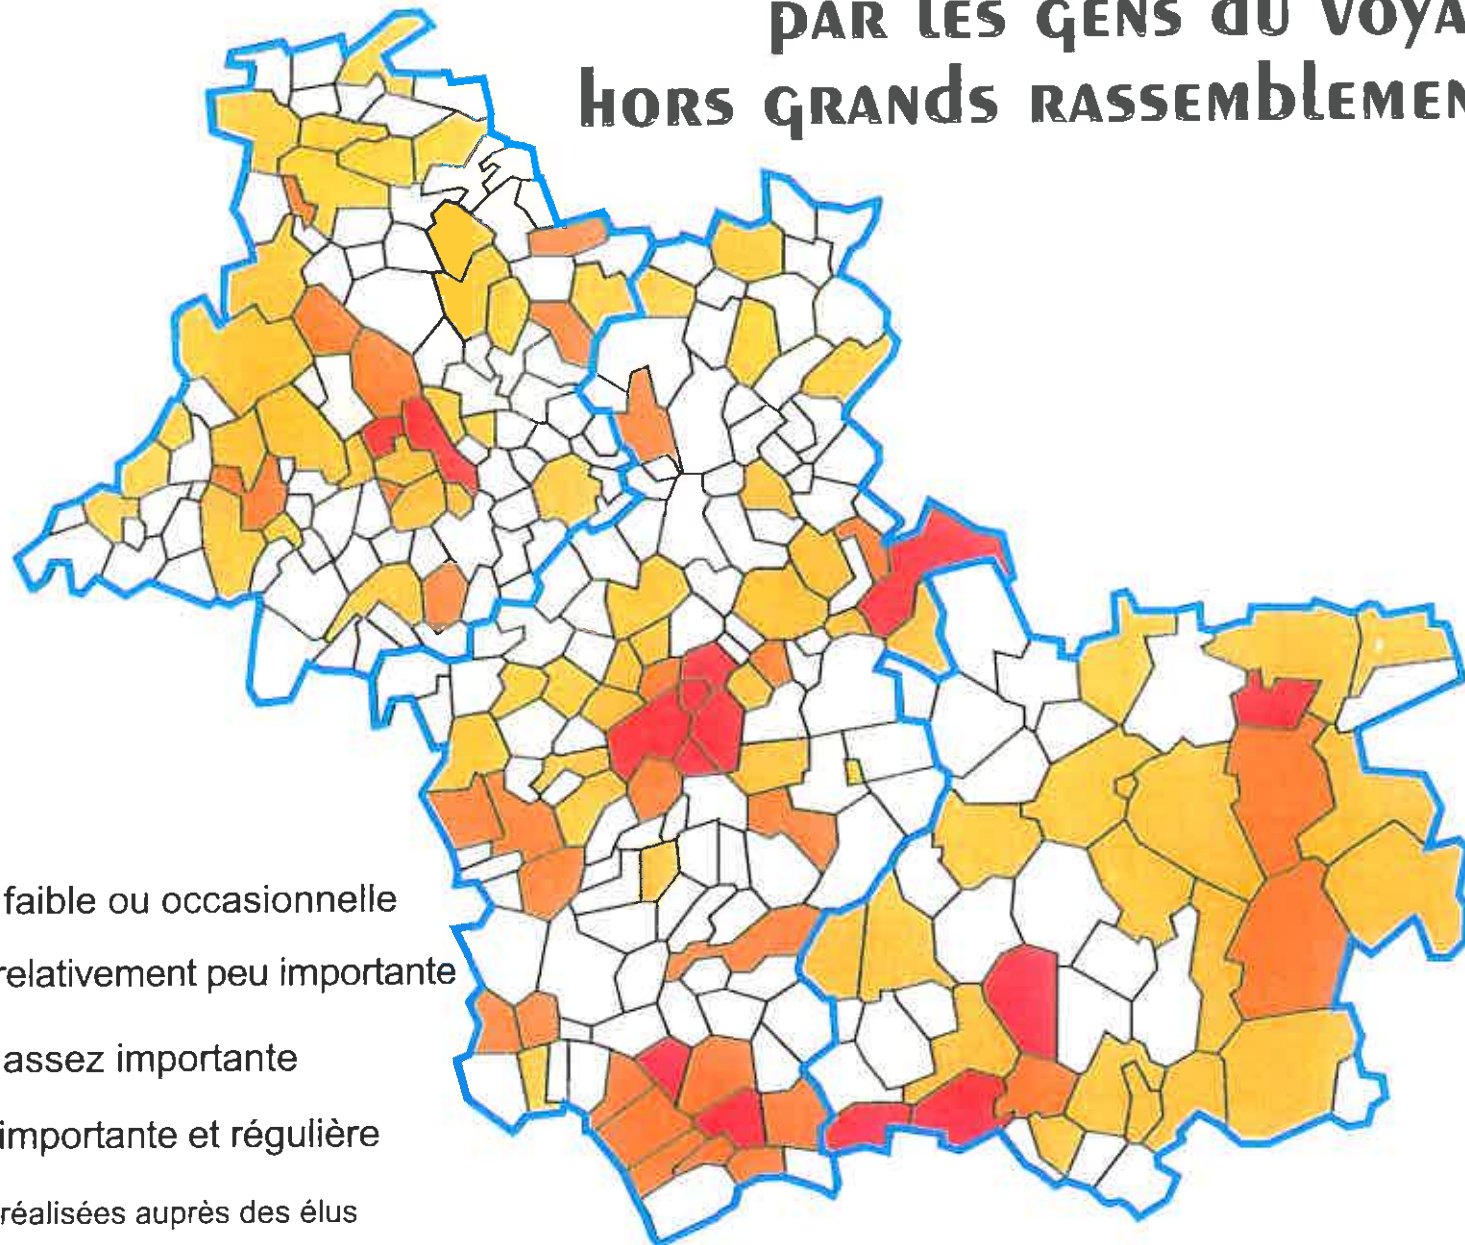 PAR LES GENS dU VOYA
HORS GRANdS RASSEMblEMEN
faible ou occasionnelle
relativement peu importante
assez importante
importante et régulière
réalisées auprès des élus